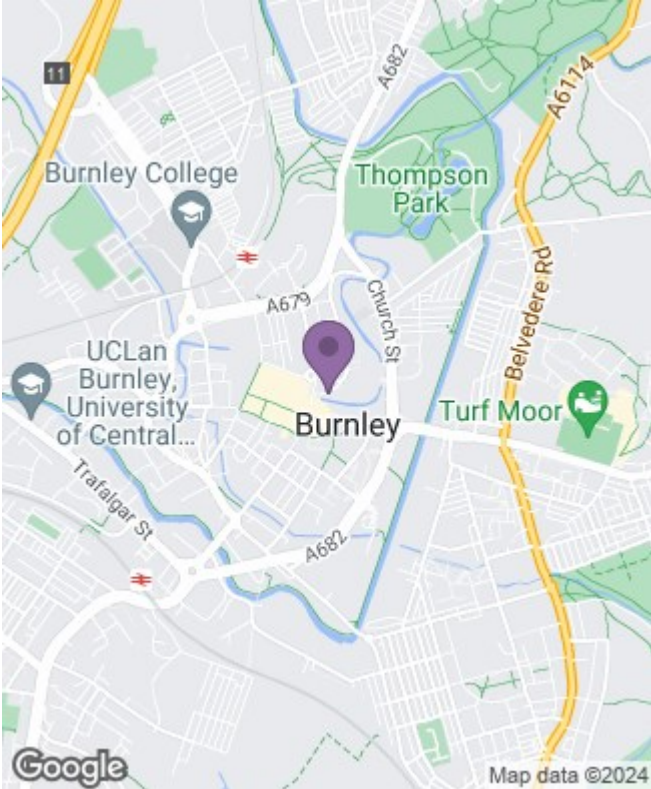 11
A682
A6114
Burnley College
Thompson
Park
A679
Church St
Belvedere Rd
UCLan
Burnley,
University
of Central...
Burnley
Turf Moor
Trafalgar St
A682
Google
Map data ©2024